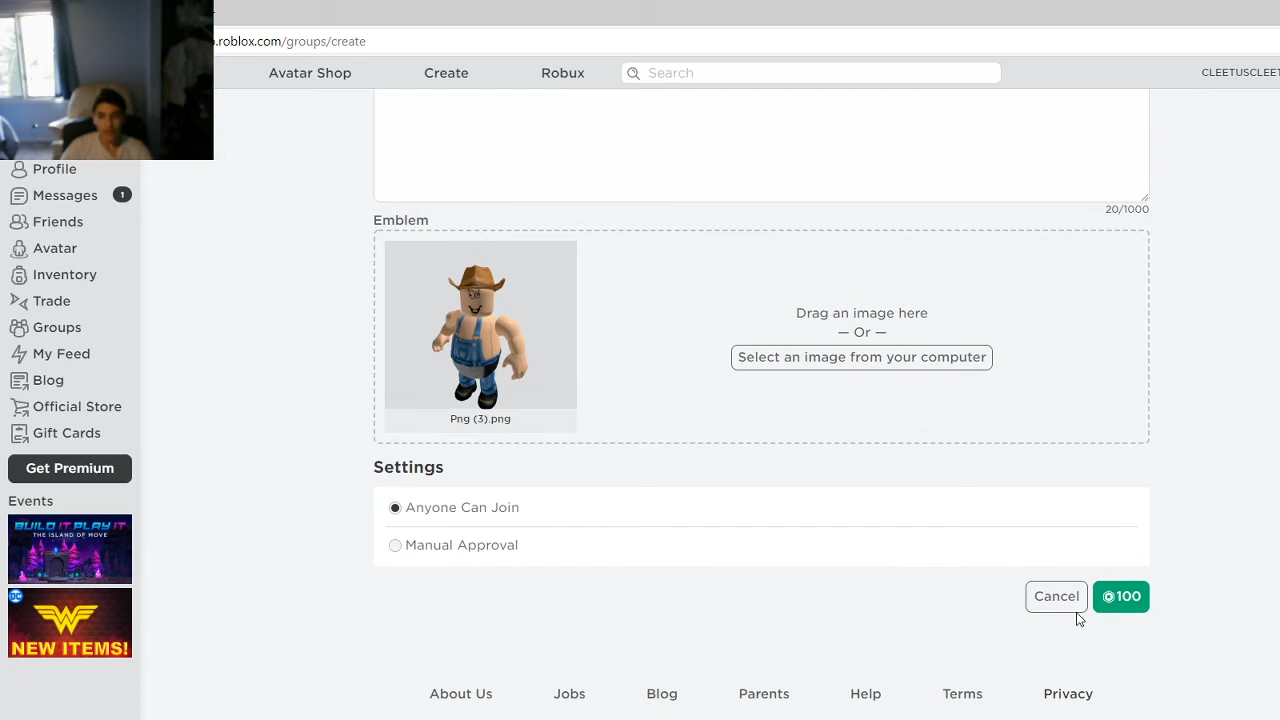 .roblox.com/groups/create
Avatar Shop Create Robux Search CLEETUSCLEET
Profile
Messages 1
Friends
Avatar
Inventory
Trade
Groups
My Feed
Blog
Official Store
Gift Cards
Get Premium
Events
BUILD IT PLAY IT
THE ISLAND OF MOVE
DC
NEW ITEMS!
20/1000
Emblem
Png (3).png
Drag an image here
— Or —
Select an image from your computer
Settings
Anyone Can Join
Manual Approval
Cancel 100
About Us Jobs Blog Parents Help Terms Privacy